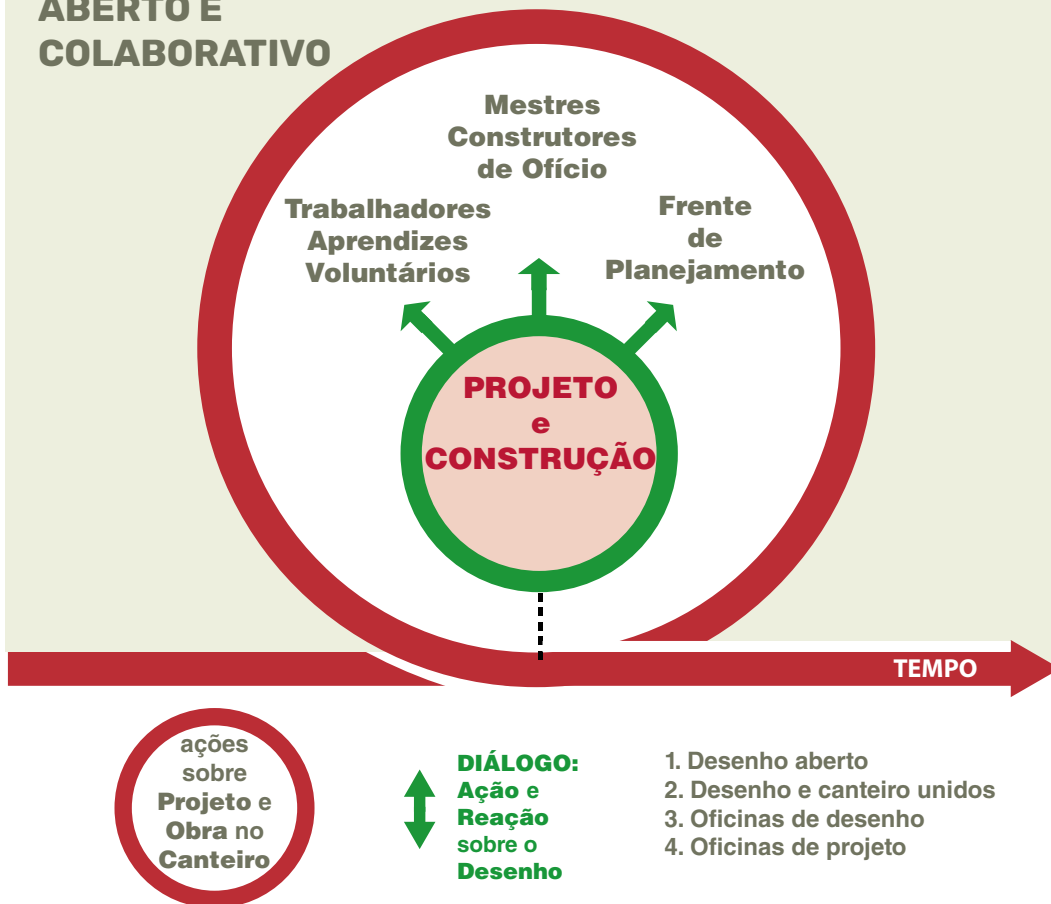 ABERTO E
COLABORATIVO
Mestres
Construtores
de Ofício
Trabalhadores
Aprendizes
Voluntários
Frente
de
Planejamento
PROJETO
e
CONSTRUÇÃO
TEMPO
ações
sobre
Projeto e
Obra no
Canteiro
DIÁLOGO:
Ação e
Reação
sobre o
Desenho
1. Desenho aberto
2. Desenho e canteiro unidos
3. Oficinas de desenho
4. Oficinas de projeto